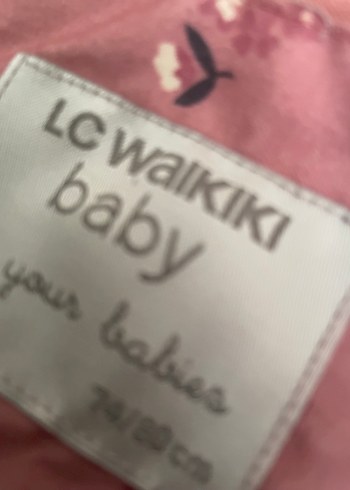 LC WAIKIKI
baby
your babies
74/80 cm